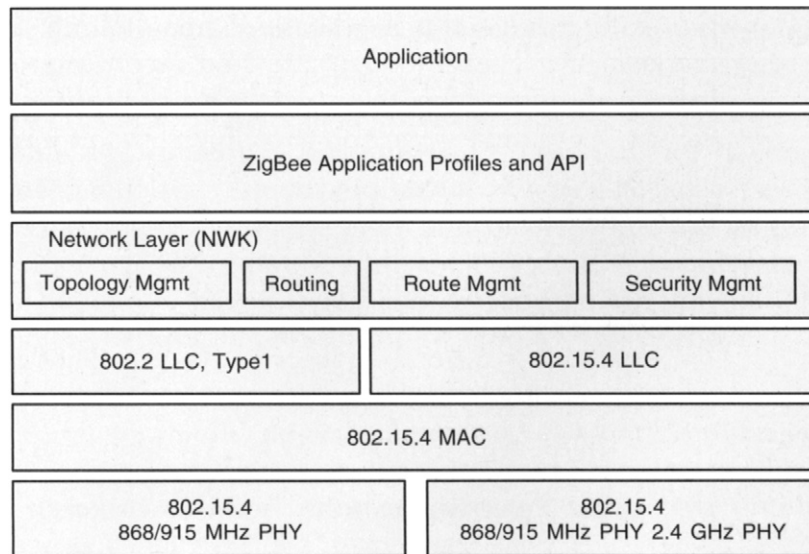 Application
ZigBee Application Profiles and API
Network Layer (NWK)
Topology Mgmt Routing Route Mgmt Security Mgmt
802.2 LLC, Type1 802.15.4 LLC
802.15.4 MAC
802.15.4 802.15.4
868/915 MHz PHY 868/915 MHz PHY 2.4 GHz PHY